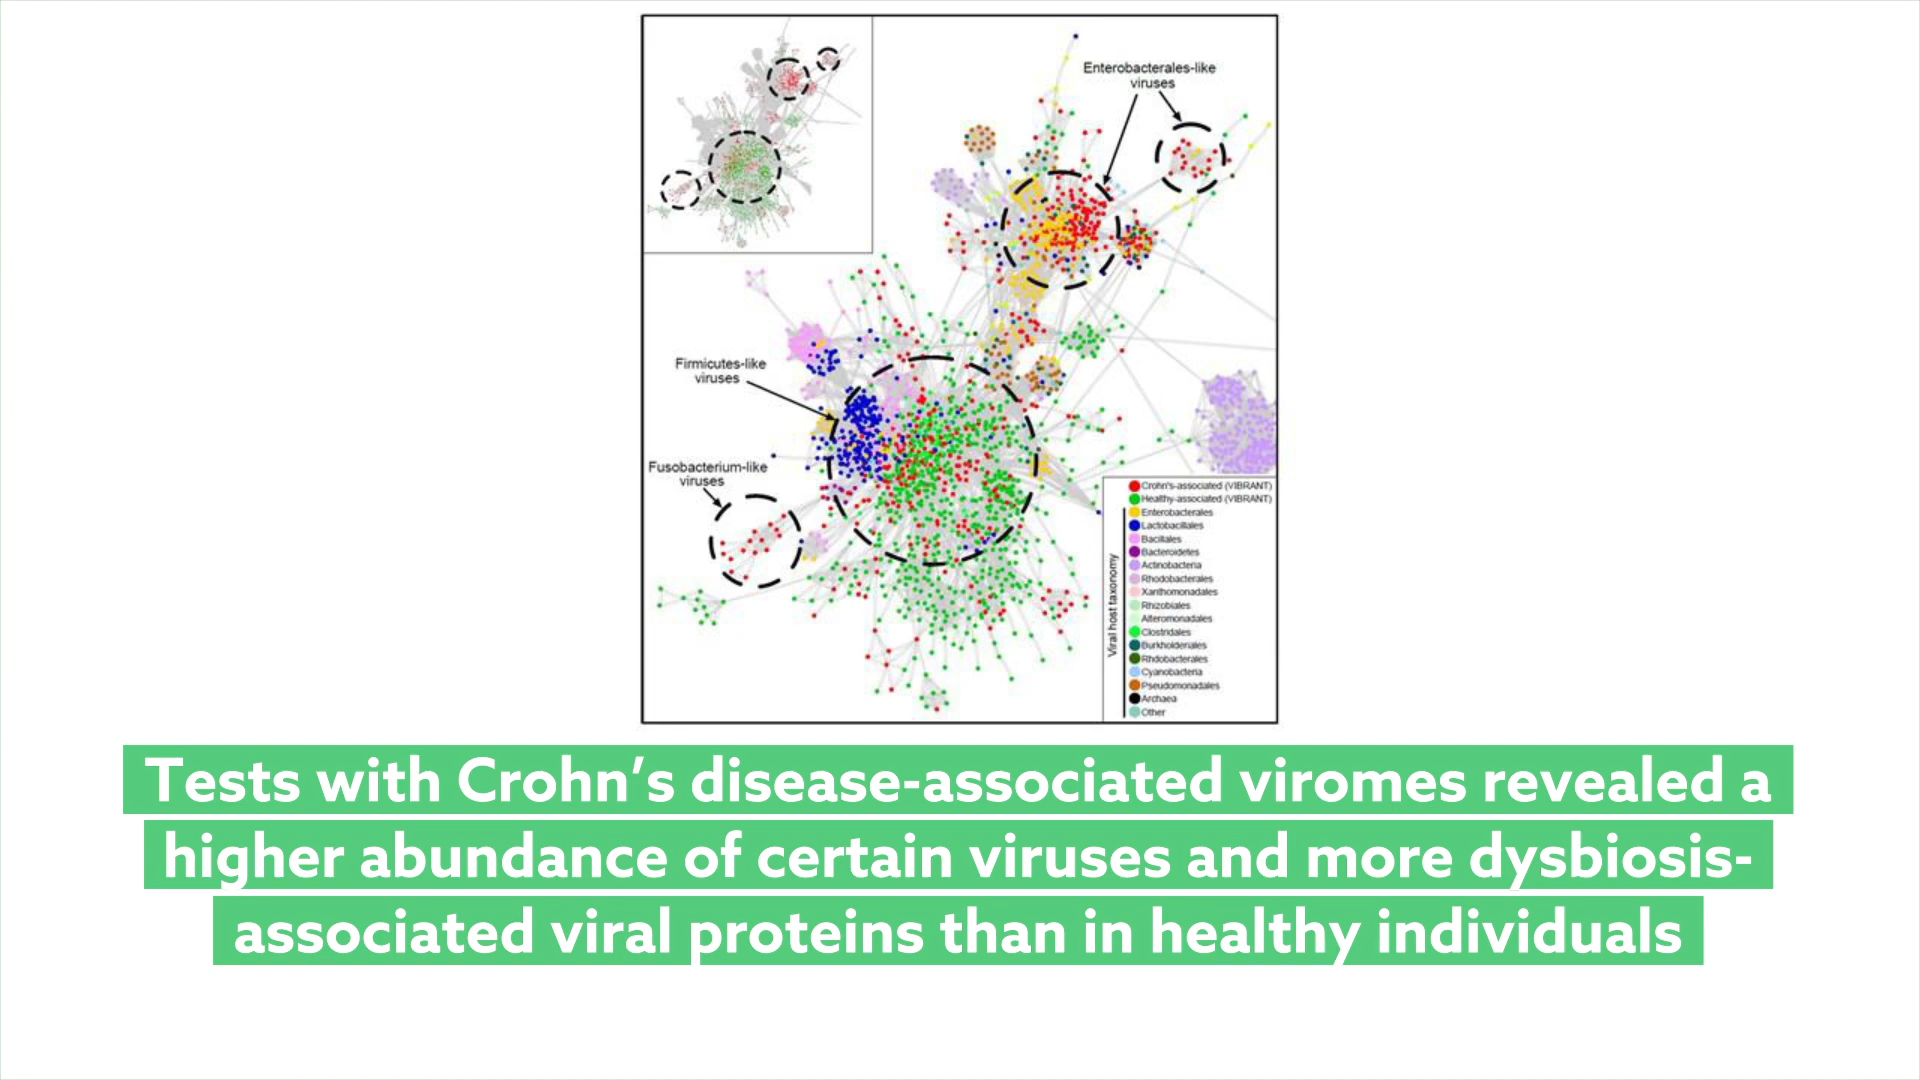 Enterobacterales-like
viruses
Firmicutes-like
viruses
Fusobacterium-like
viruses
Crohn's-associated (VIBRANT)
Healthy-associated (VIBRANT)
Viral host taxonomy
Enterobacterales
Lactobacillales
Bacillales
Bacteroidetes
Actinobacteria
Rhodobacterales
Xanthomonadales
Rhizobiales
Alteromonadales
Clostridales
Burkholderiales
Rhdobacterales
Cyanobacteria
Pseudomonadales
Archaea
Other
Tests with Crohn’s disease-associated viromes revealed a
higher abundance of certain viruses and more dysbiosis-
associated viral proteins than in healthy individuals